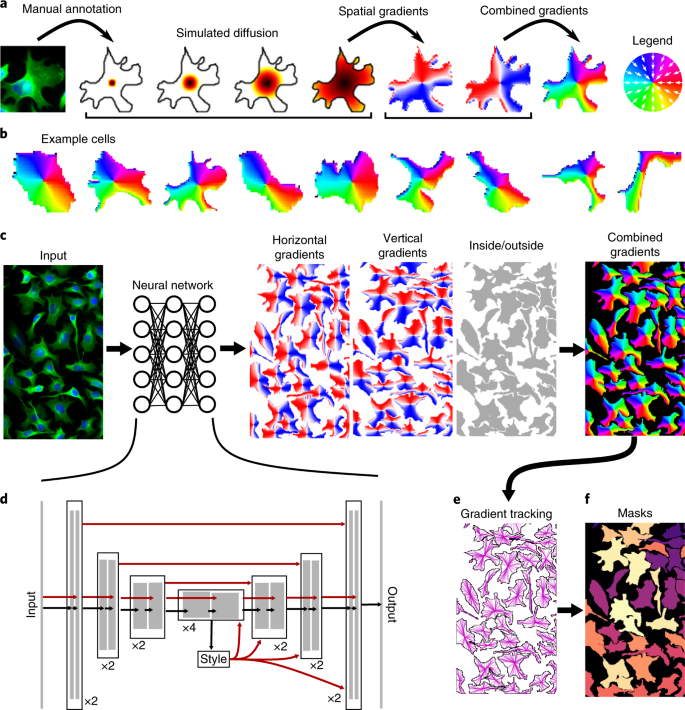 a
Manual annotation
Simulated diffusion
Spatial gradients
Combined gradients
Legend
b
Example cells
c
Input
Neural network
Horizontal
gradients
Vertical
gradients
Inside/outside
Combined
gradients
d
Input
×2
×2
×2
×4
Style
×2
×2
×2
Output
e
Gradient tracking
f
Masks